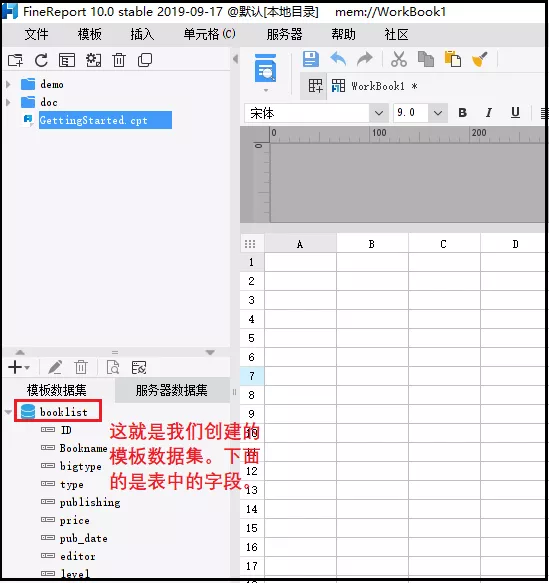 FineReport 10.0 stable 2019-09-17 @默认[本地目录]    mem://WorkBook1
文件 模板 插入 单元格(C) 服务器 帮助 社区
demo
doc
GettingStarted.cpt
WorkBook1 *
宋体 9.0 B I U
0 100 200
0
A B C D
1
2
3
4
5
6
7
8
9
10
11
12
13
14
15
16
17
模板数据集 服务器数据集
booklist
ID
Bookname
bigtype
type
publishing
price
pub_date
editor
level
这就是我们创建的
模板数据集。下面
的是表中的字段。